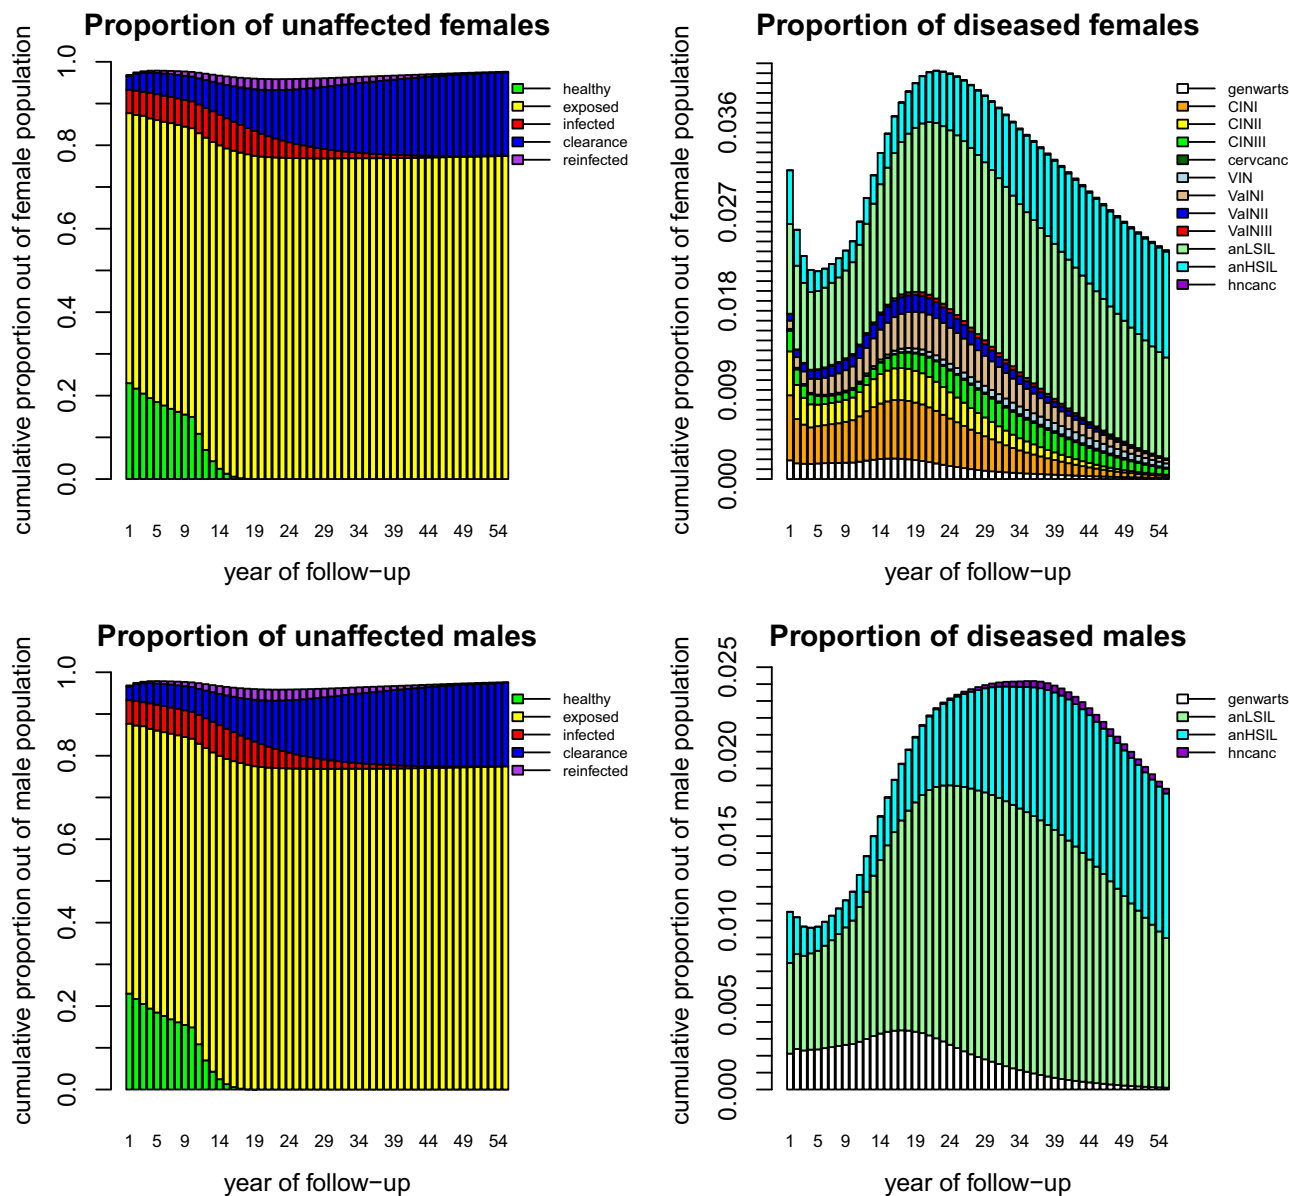 Proportion of unaffected females
cumulative proportion out of female population
0.0
0.2
0.4
0.6
0.8
1.0
1 5 9 14 19 24 29 34 39 44 49 54
year of follow−up
healthy
exposed
infected
clearance
reinfected
Proportion of diseased females
cumulative proportion out of female population
0.000
0.009
0.018
0.027
0.036
1 5 9 14 19 24 29 34 39 44 49 54
year of follow−up
genwarts
CINI
CINII
CINIII
cervcanc
VIN
VaINI
VaINII
VaINIII
anLSIL
anHSIL
hncanc
Proportion of unaffected males
cumulative proportion out of male population
0.0
0.2
0.4
0.6
0.8
1.0
1 5 9 14 19 24 29 34 39 44 49 54
year of follow−up
healthy
exposed
infected
clearance
reinfected
Proportion of diseased males
cumulative proportion out of male population
0.000
0.005
0.010
0.015
0.020
0.025
1 5 9 14 19 24 29 34 39 44 49 54
year of follow−up
genwarts
anLSIL
anHSIL
hncanc